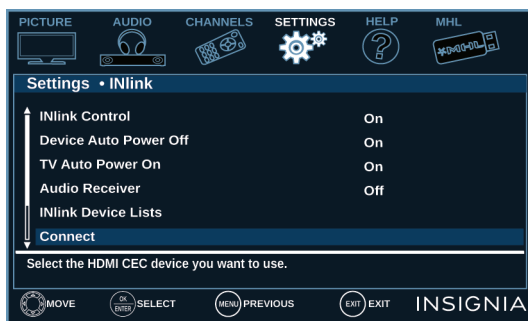 PICTURE AUDIO CHANNELS SETTINGS HELP MHL
MHL
Settings • INlink
INlink Control On
Device Auto Power Off On
TV Auto Power On On
Audio Receiver Off
INlink Device Lists
Connect
Select the HDMI CEC device you want to use.
MOVE OK ENTER SELECT MENU PREVIOUS EXIT EXIT INSIGNIA